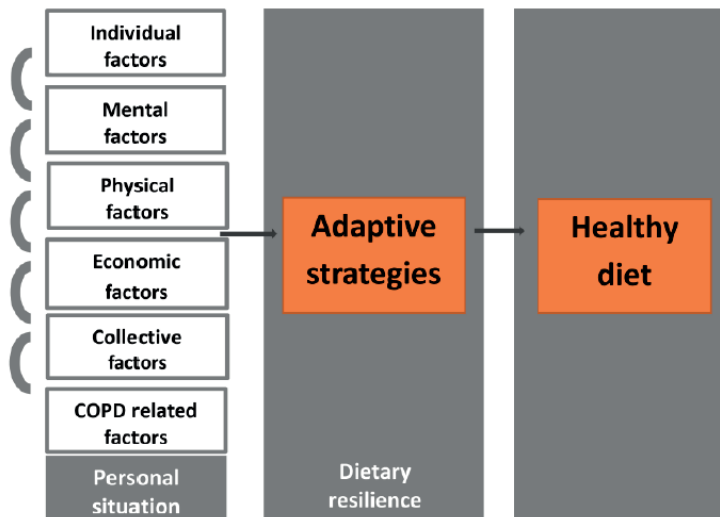 Individual
factors
Mental
factors
Physical
factors
Economic
factors
Collective
factors
COPD related
factors
Personal
situation
Adaptive
strategies
Dietary
resilience
Healthy
diet